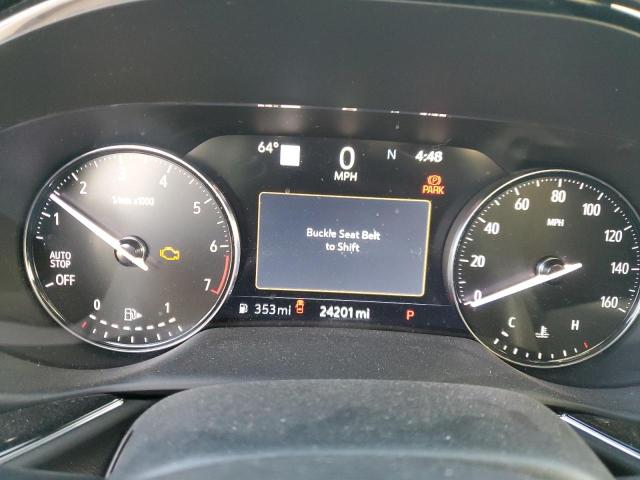 64°
0
MPH
N
4:48
PARK
Buckle Seat Belt
to Shift
353 mi
24201 mi
P
1
2
3
4
5
6
7
1/min x1000
AUTO
STOP
OFF
0
1
0
20
40
60
80
100
120
140
160
MPH
C
H